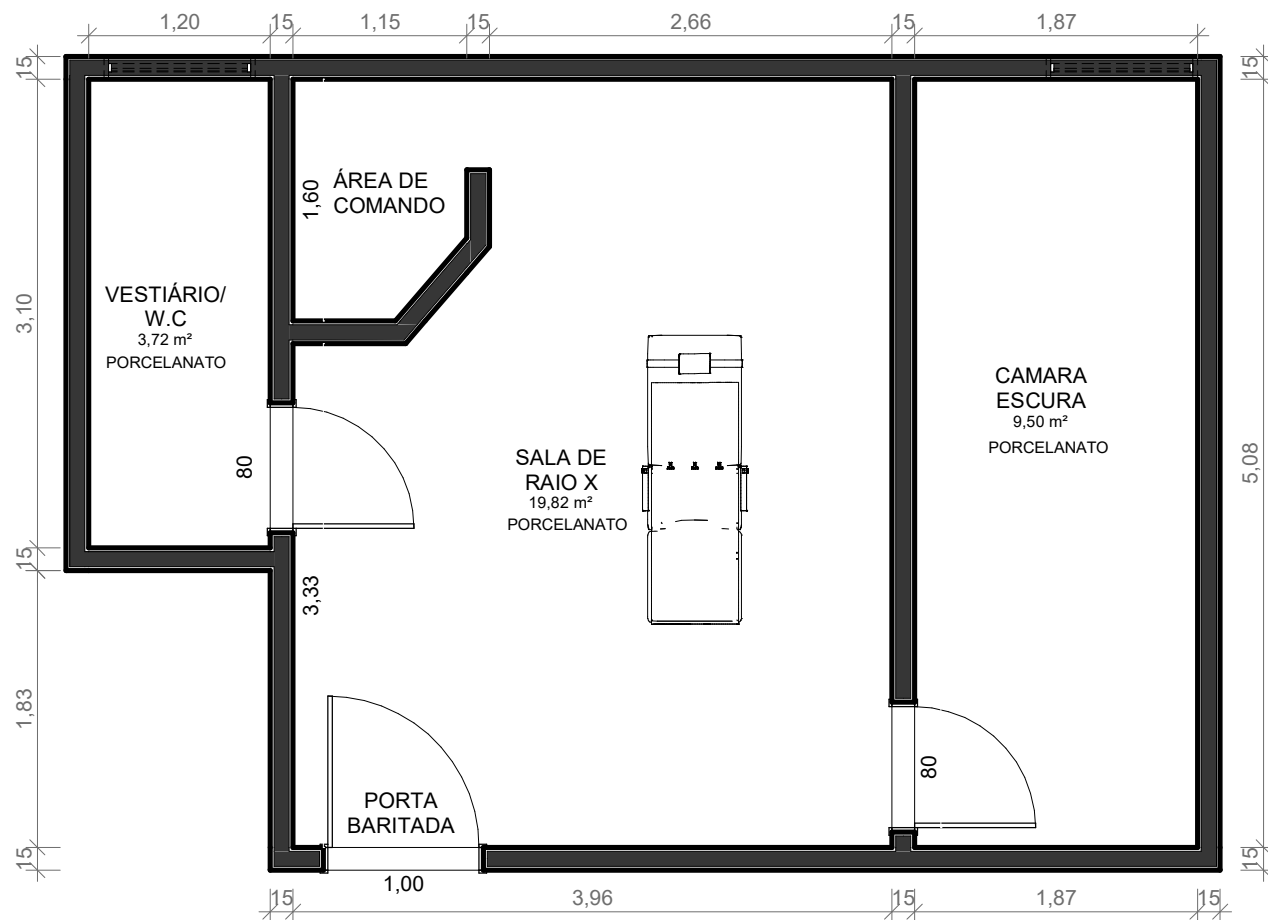 1,20
15
1,15
15
2,66
15
1,87
15
3,10
15
1,83
15
15
5,08
15
ÁREA DE
COMANDO
1,60
VESTIÁRIO/
W.C
3,72 m²
PORCELANATO
80
SALA DE
RAIO X
19,82 m²
PORCELANATO
CAMARA
ESCURA
9,50 m²
PORCELANATO
3,33
PORTA
BARITADA
80
1,00
15
3,96
15
1,87
15